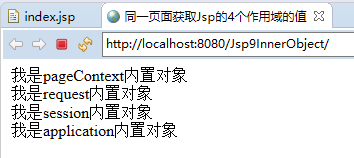 index.jsp
同一页面获取Jsp的4个作用域的值
http://localhost:8080/Jsp9InnerObject/
我是pageContext内置对象
我是request内置对象
我是session内置对象
我是application内置对象